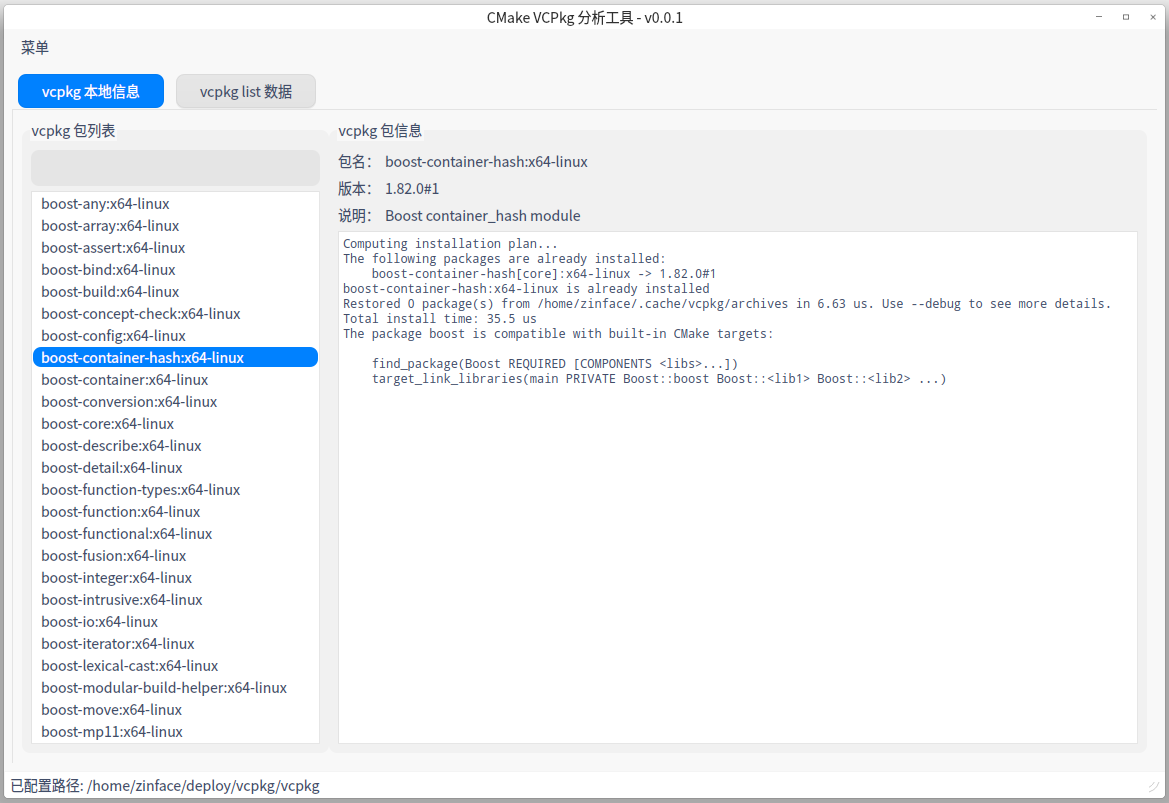 CMake VCPkg 分析工具 - v0.0.1
菜单
vcpkg 本地信息
vcpkg list 数据
vcpkg 包列表
boost-any:x64-linux
boost-array:x64-linux
boost-assert:x64-linux
boost-bind:x64-linux
boost-build:x64-linux
boost-concept-check:x64-linux
boost-config:x64-linux
boost-container-hash:x64-linux
boost-container:x64-linux
boost-conversion:x64-linux
boost-core:x64-linux
boost-describe:x64-linux
boost-detail:x64-linux
boost-function-types:x64-linux
boost-function:x64-linux
boost-functional:x64-linux
boost-fusion:x64-linux
boost-integer:x64-linux
boost-intrusive:x64-linux
boost-io:x64-linux
boost-iterator:x64-linux
boost-lexical-cast:x64-linux
boost-modular-build-helper:x64-linux
boost-move:x64-linux
boost-mp11:x64-linux
vcpkg 包信息
包名： boost-container-hash:x64-linux
版本： 1.82.0#1
说明： Boost container_hash module
Computing installation plan...
The following packages are already installed:
    boost-container-hash[core]:x64-linux -> 1.82.0#1
boost-container-hash:x64-linux is already installed
Restored 0 package(s) from /home/zinface/.cache/vcpkg/archives in 6.63 us. Use --debug to see more details.
Total install time: 35.5 us
The package boost is compatible with built-in CMake targets:
    find_package(Boost REQUIRED [COMPONENTS <libs>...])
    target_link_libraries(main PRIVATE Boost::boost Boost::<lib1> Boost::<lib2> ...)
已配置路径: /home/zinface/deploy/vcpkg/vcpkg